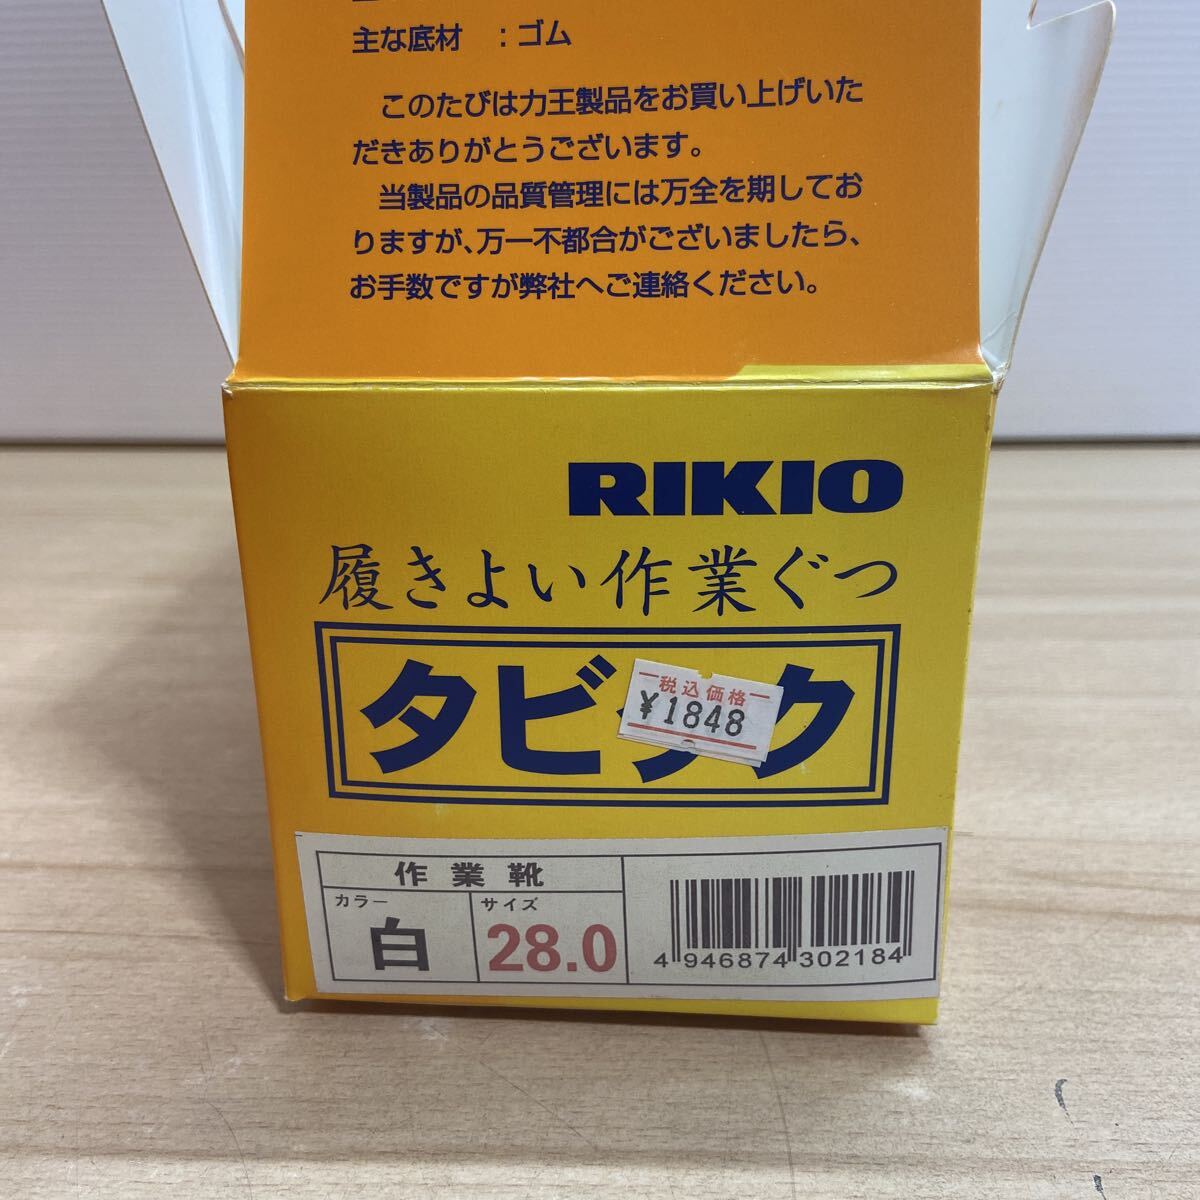 主な底材　：ゴム
このたびは力王製品をお買い上げいた
だきありがとうございます。
当製品の品質管理には万全を期してお
りますが、万一不都合がございましたら、
お手数ですが弊社へご連絡ください。
RIKIO
履きよい作業ぐつ
税込価格
¥1848
作業靴
カラー
白
サイズ
28.0
4 946874 302184